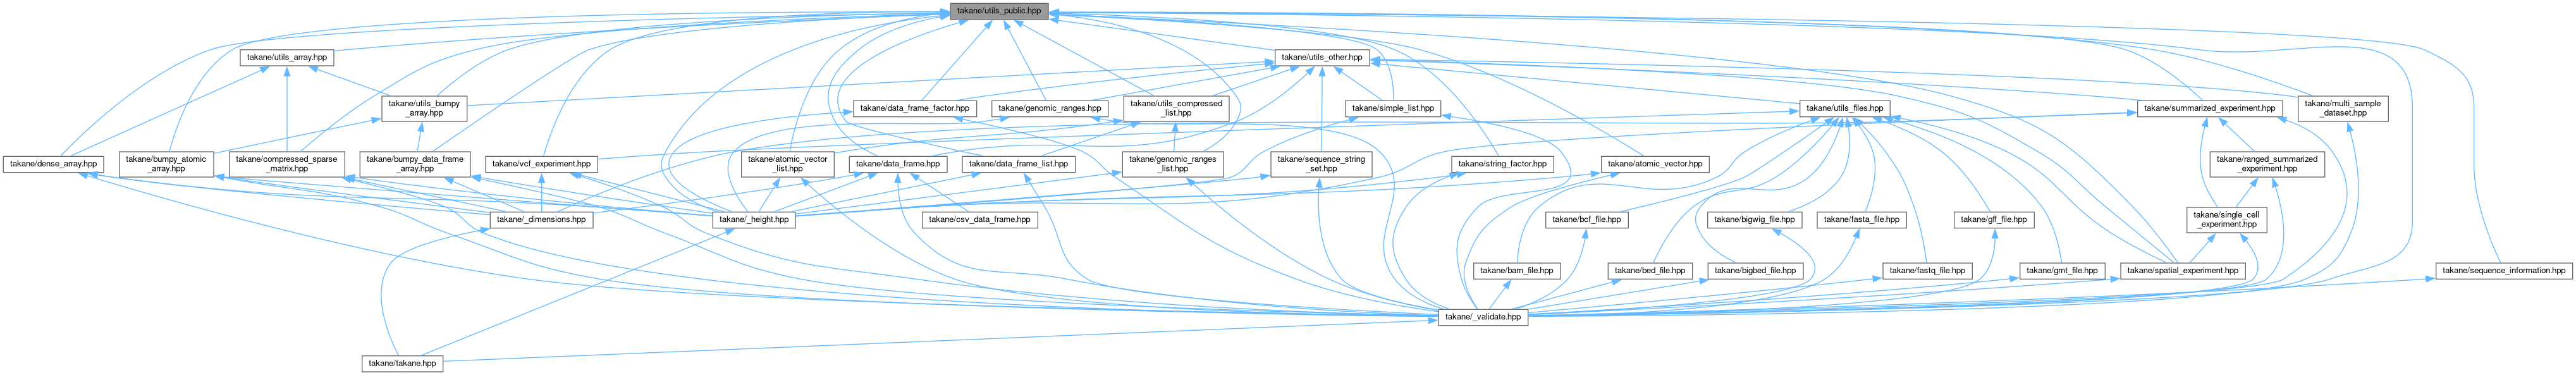 takane/utils_public.hpp
takane/utils_array.hpp
takane/utils_other.hpp
takane/utils_bumpy
_array.hpp
takane/data_frame_factor.hpp
takane/genomic_ranges.hpp
takane/utils_compressed
_list.hpp
takane/simple_list.hpp
takane/utils_files.hpp
takane/summarized_experiment.hpp
takane/multi_sample
_dataset.hpp
takane/dense_array.hpp
takane/bumpy_atomic
_array.hpp
takane/compressed_sparse
_matrix.hpp
takane/bumpy_data_frame
_array.hpp
takane/vcf_experiment.hpp
takane/atomic_vector
_list.hpp
takane/data_frame.hpp
takane/data_frame_list.hpp
takane/genomic_ranges
_list.hpp
takane/sequence_string
_set.hpp
takane/string_factor.hpp
takane/atomic_vector.hpp
takane/ranged_summarized
_experiment.hpp
takane/_dimensions.hpp
takane/_height.hpp
takane/csv_data_frame.hpp
takane/bcf_file.hpp
takane/bigwig_file.hpp
takane/fasta_file.hpp
takane/gff_file.hpp
takane/single_cell
_experiment.hpp
takane/bam_file.hpp
takane/bed_file.hpp
takane/bigbed_file.hpp
takane/fastq_file.hpp
takane/gmt_file.hpp
takane/spatial_experiment.hpp
takane/sequence_information.hpp
takane/_validate.hpp
takane/takane.hpp